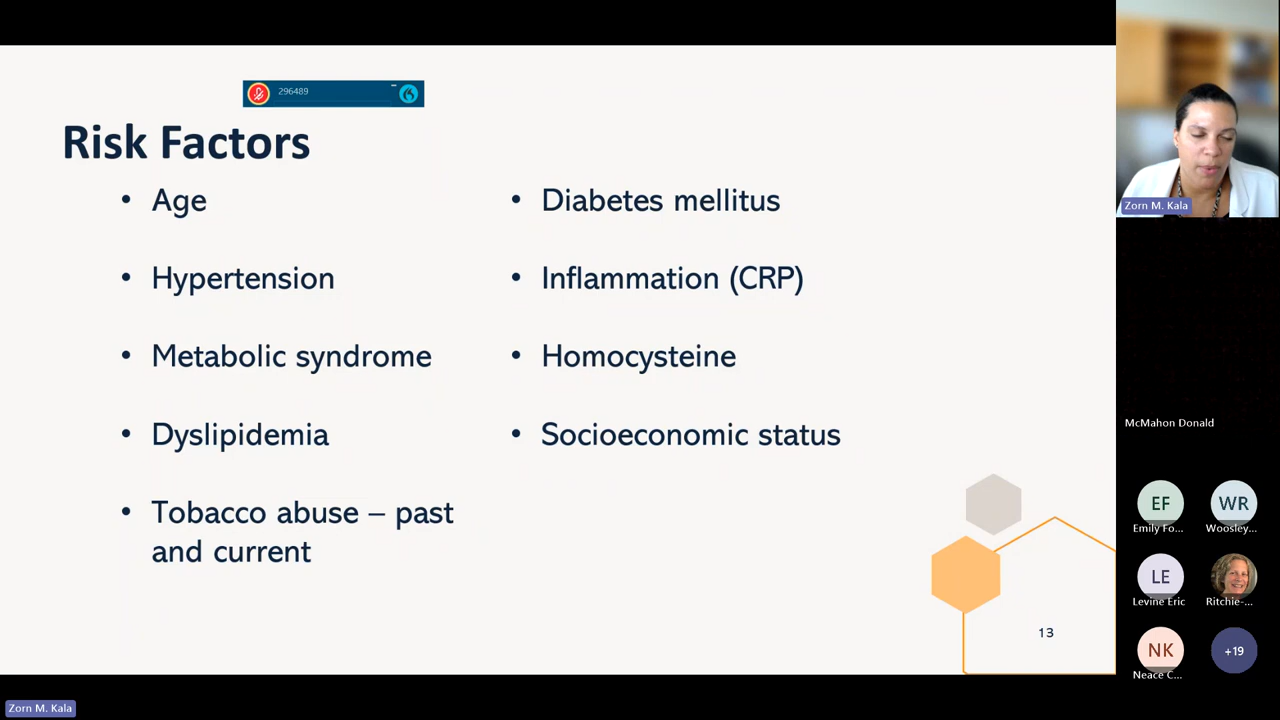 296489
Risk Factors
• Age
• Hypertension
• Metabolic syndrome
• Dyslipidemia
• Tobacco abuse – past
and current
• Diabetes mellitus
• Inflammation (CRP)
• Homocysteine
• Socioeconomic status
13
Zorn M. Kala
McMahon Donald
EF
Emily Fo...
WR
Woosley...
LE
Levine Eric
Ritchie-...
NK
Neace C...
+19
Zorn M. Kala